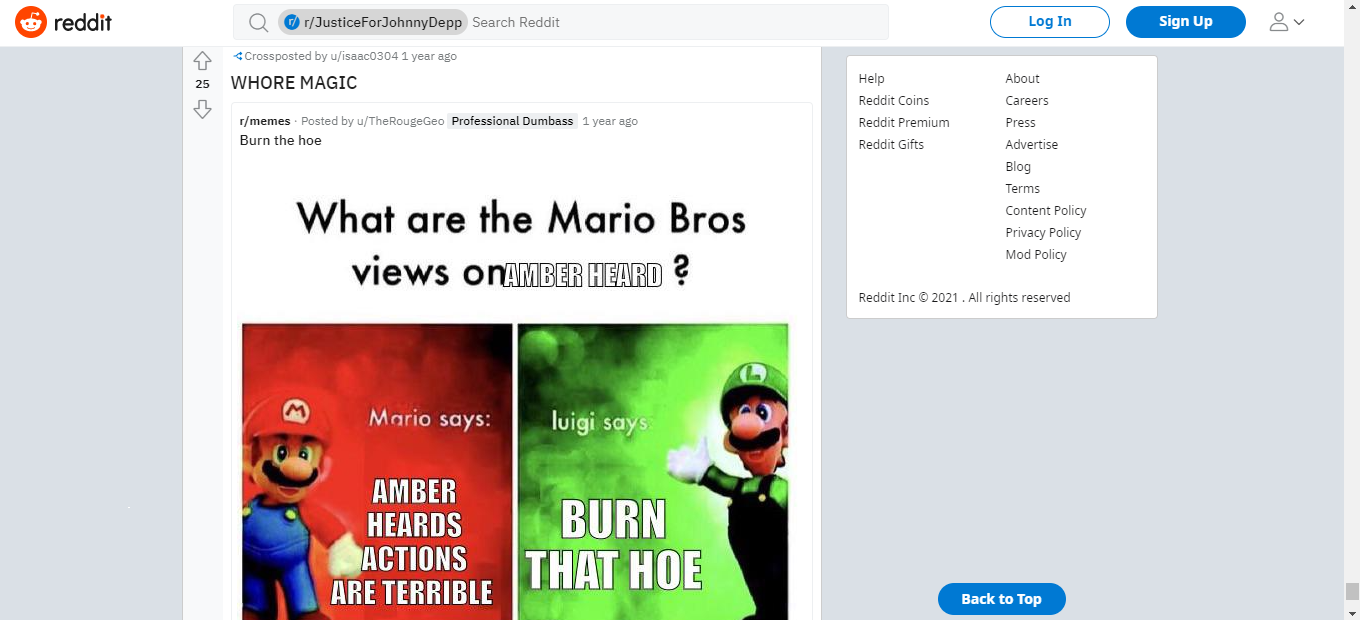 reddit
r/ r/JusticeForJohnnyDepp Search Reddit
Log In
Sign Up
Crossposted by u/isaac0304 1 year ago
25
WHORE MAGIC
r/memes · Posted by u/TheRougeGeo Professional Dumbass 1 year ago
Burn the hoe
What are the Mario Bros
views on AMBER HEARD ?
Mario says:
AMBER
HEARDS
ACTIONS
ARE TERRIBLE
luigi says:
BURN
THAT HOE
Help
Reddit Coins
Reddit Premium
Reddit Gifts
About
Careers
Press
Advertise
Blog
Terms
Content Policy
Privacy Policy
Mod Policy
Reddit Inc © 2021 . All rights reserved
Back to Top